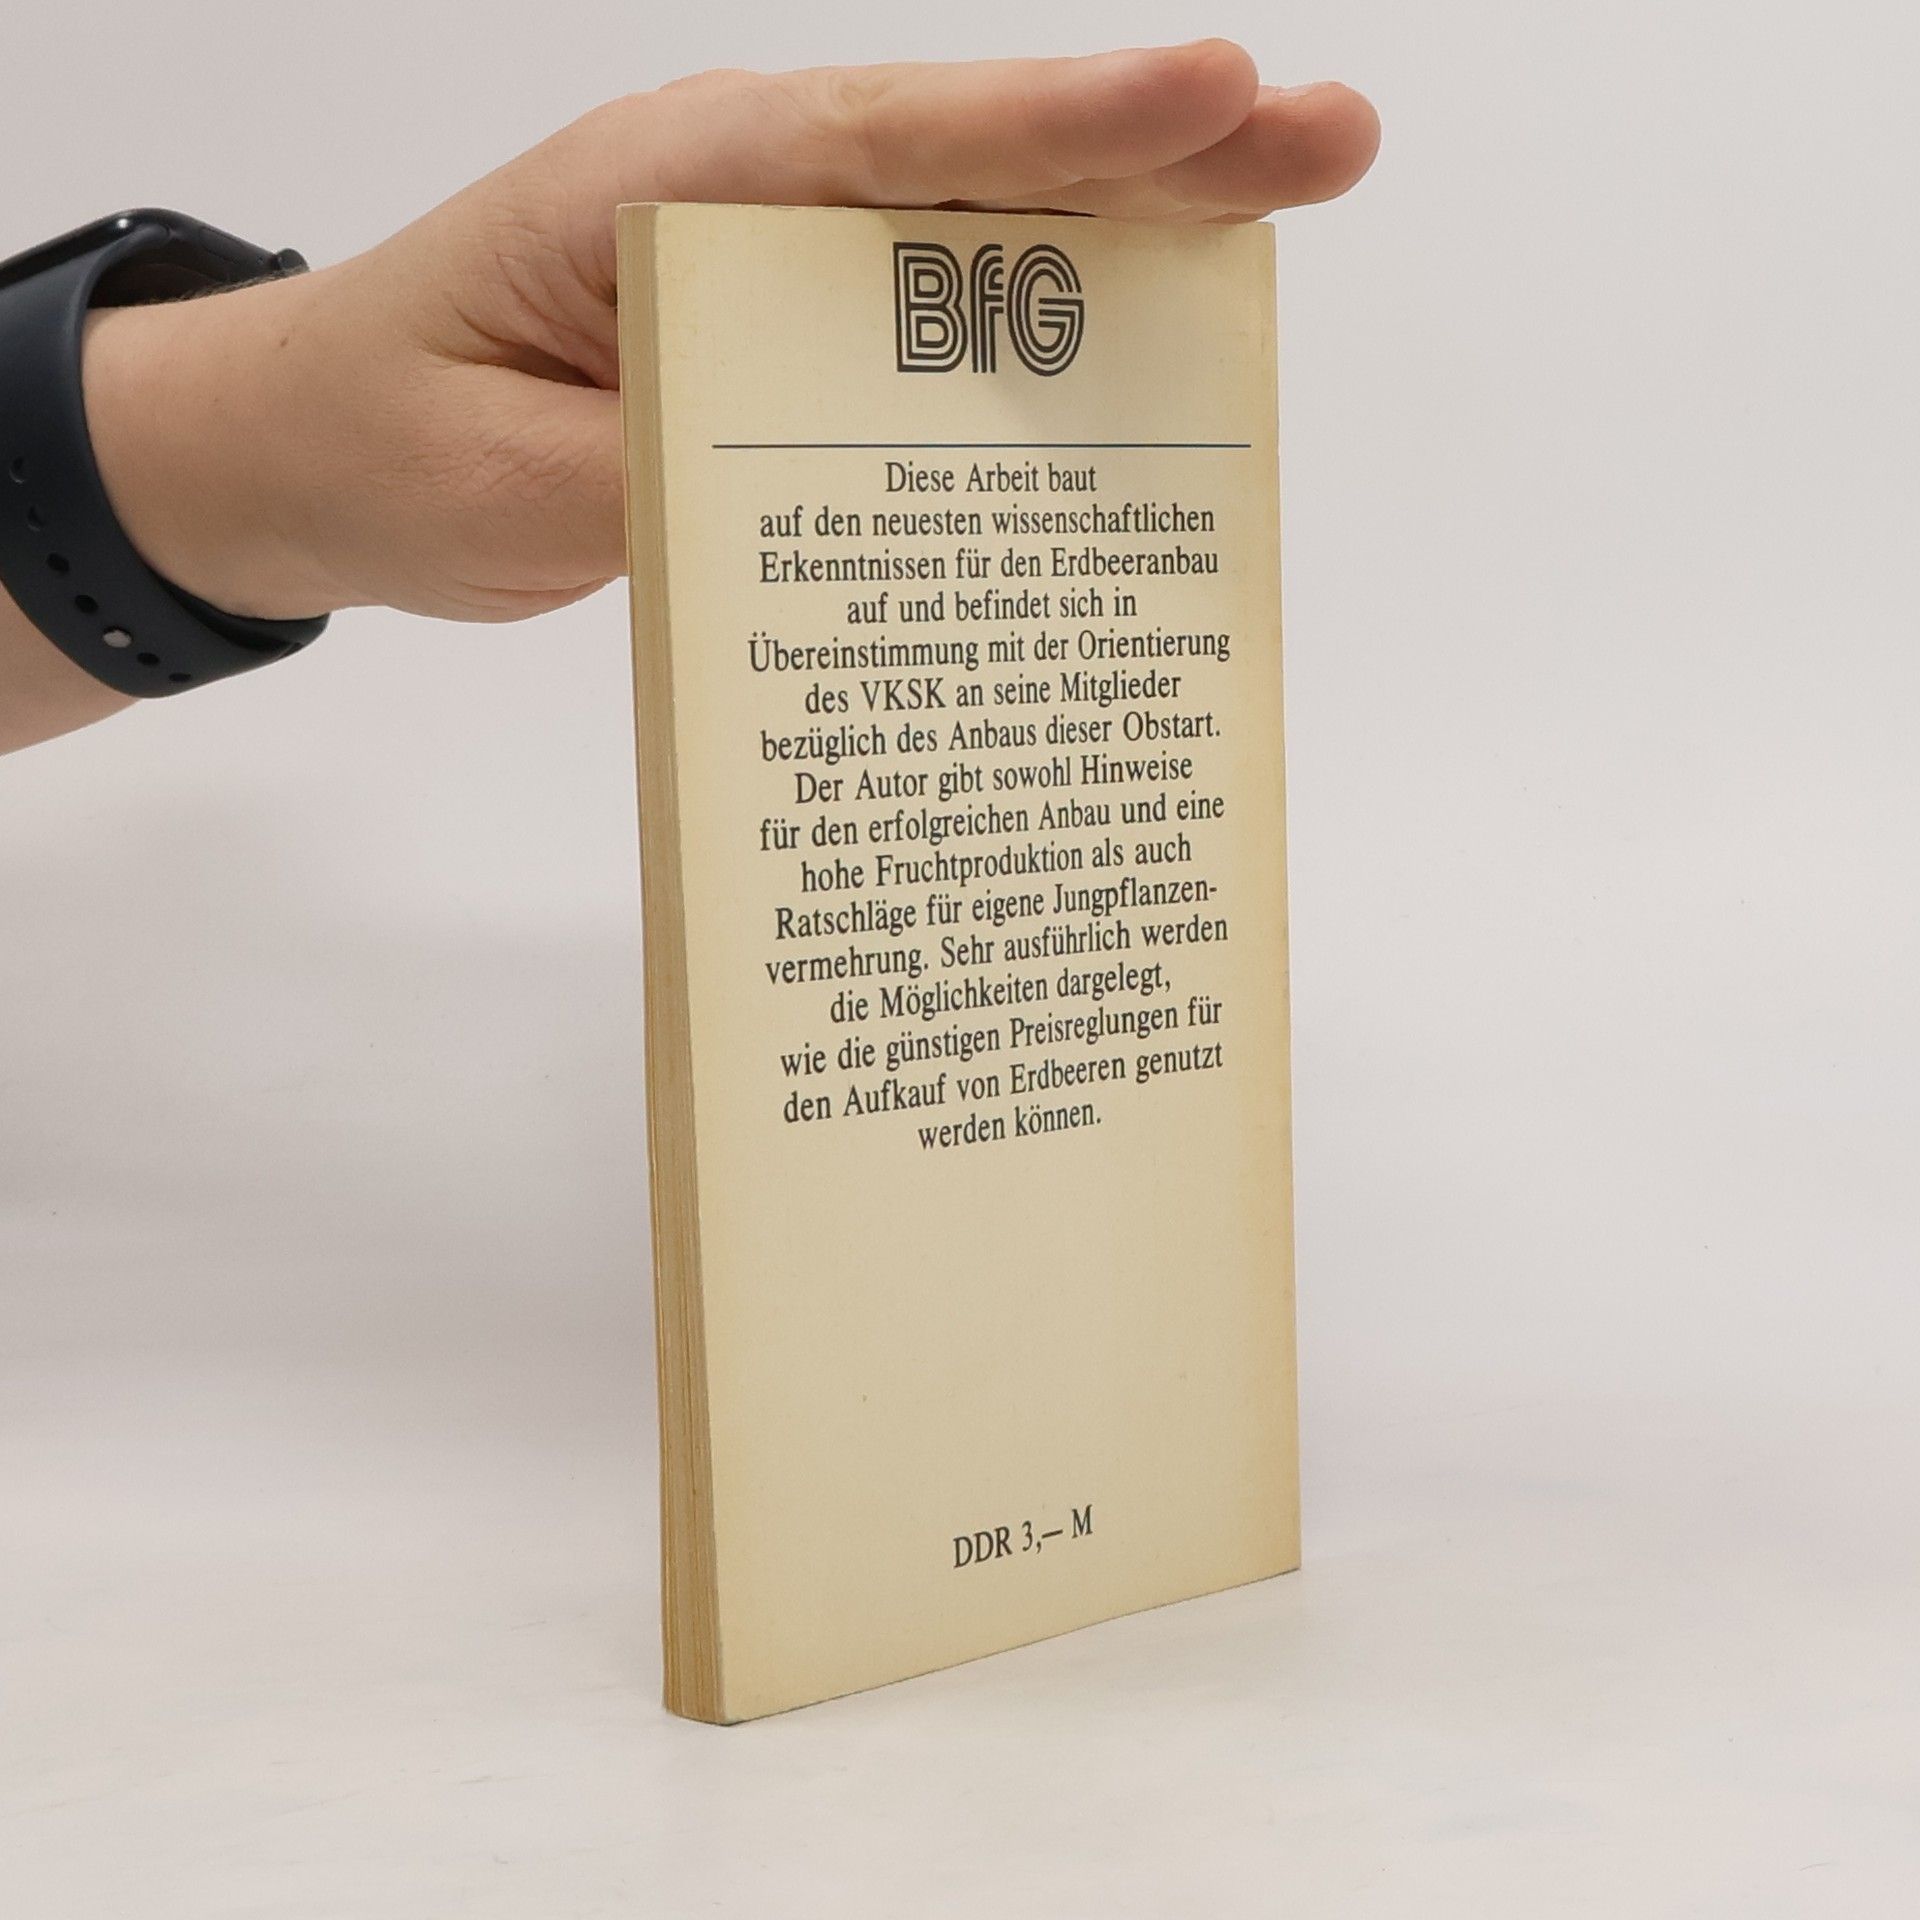 BfG
Diese Arbeit baut
auf den neuesten wissenschaftlichen
Erkenntnissen für den Erdbeeranbau
auf und befindet sich in
Übereinstimmung mit der Orientierung
des VKSK an seine Mitglieder
bezüglich des Anbaus dieser Obstart.
Der Autor gibt sowohl Hinweise
für den erfolgreichen Anbau und eine
hohe Fruchtproduktion als auch
Ratschläge für eigene Jungpflanzen-
vermehrung. Sehr ausführlich werden
die Möglichkeiten dargelegt,
wie die günstigen Preisreglungen für
den Aufkauf von Erdbeeren genutzt
werden können.
DDR 3,— M